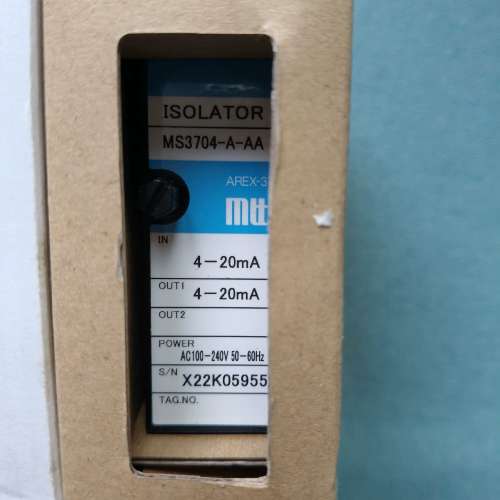 ISOLATOR
MS3704-A-AA
AREX-3
mtt
IN
4-20mA
OUT1
4-20mA
OUT2
POWER
AC100-240V 50-60Hz
S/N
X22K05955
TAG.NO.